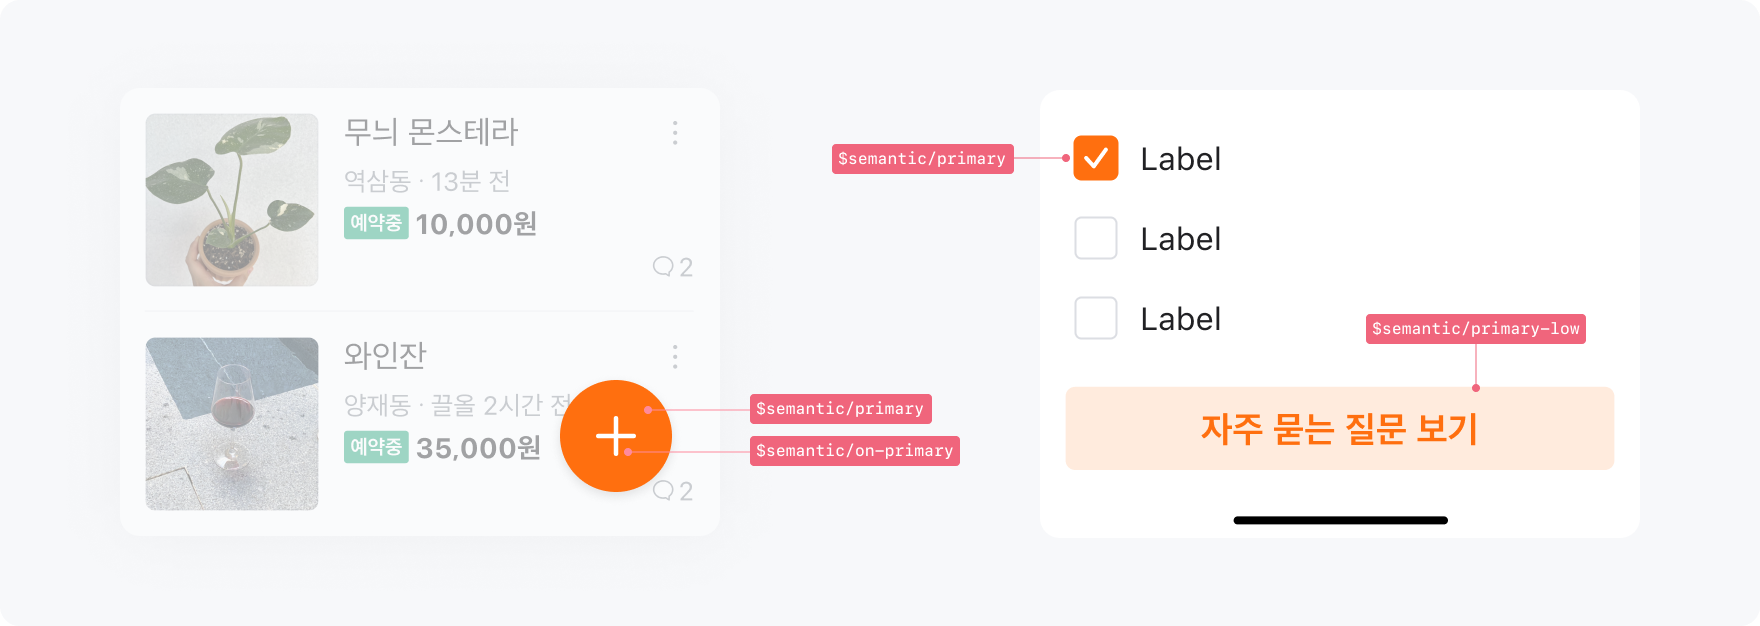 무늬 몬스테라
역삼동 · 13분 전
예약중 10,000원
2
와인잔
양재동 · 끌올 2시간 전
예약중 35,000원
2
$semantic/primary
$semantic/on-primary
$semantic/primary
Label
Label
Label
$semantic/primary-low
자주 묻는 질문 보기